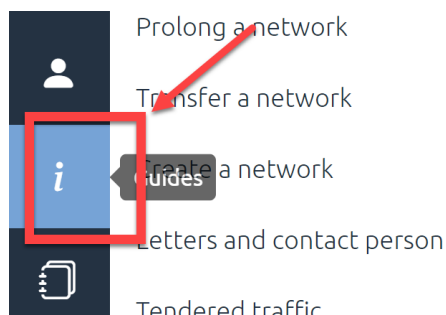 Prolong a network
Transfer a network
i
Guides
Create a network
Letters and contact person
Tendered traffic